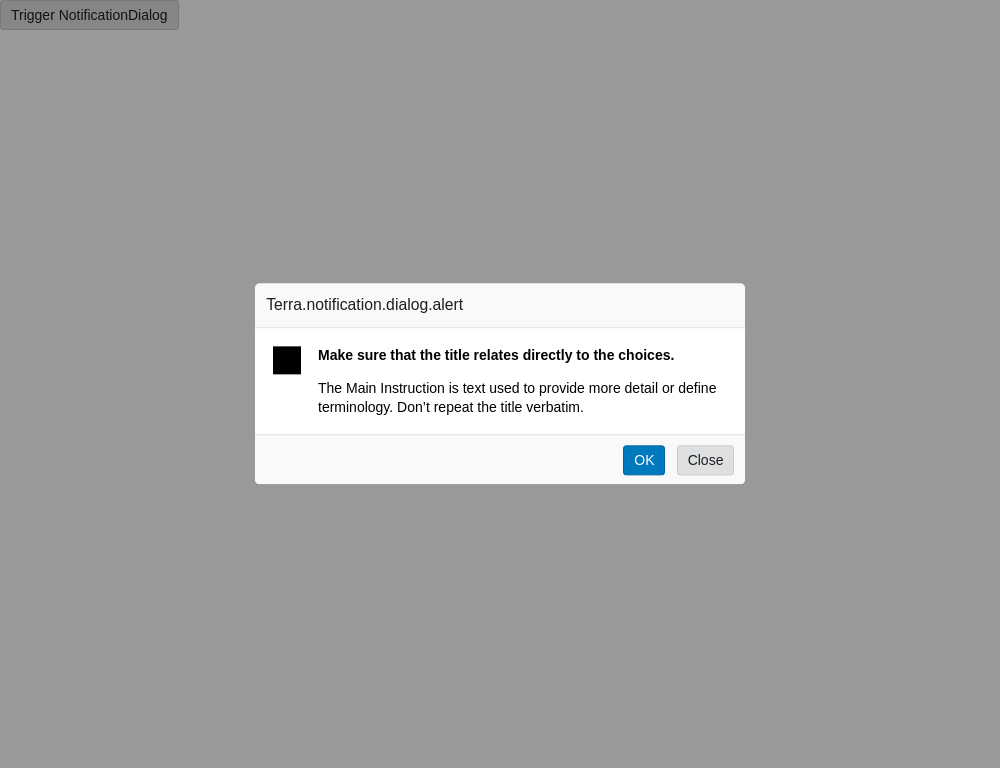 Trigger NotificationDialog
Terra.notification.dialog.alert
Make sure that the title relates directly to the choices.
The Main Instruction is text used to provide more detail or define
terminology. Don’t repeat the title verbatim.
OK Close